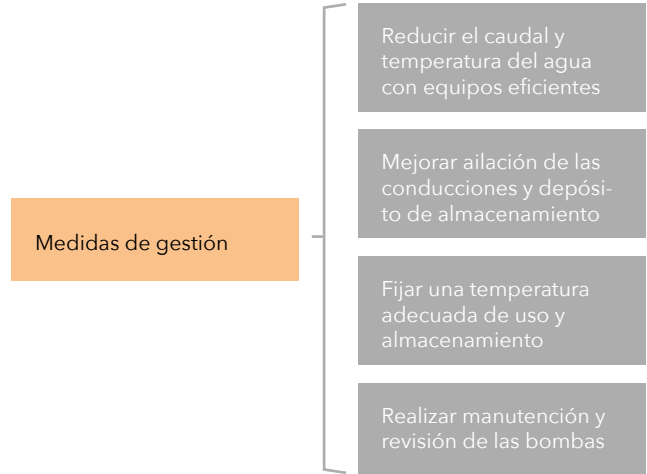 Reducir el caudal y
temperatura del agua
con equipos eficientes
Mejorar ailación de las
conducciones y depósi-
to de almacenamiento
Medidas de gestión
Fijar una temperatura
adecuada de uso y
almacenamiento
Realizar manutención y
revisión de las bombas